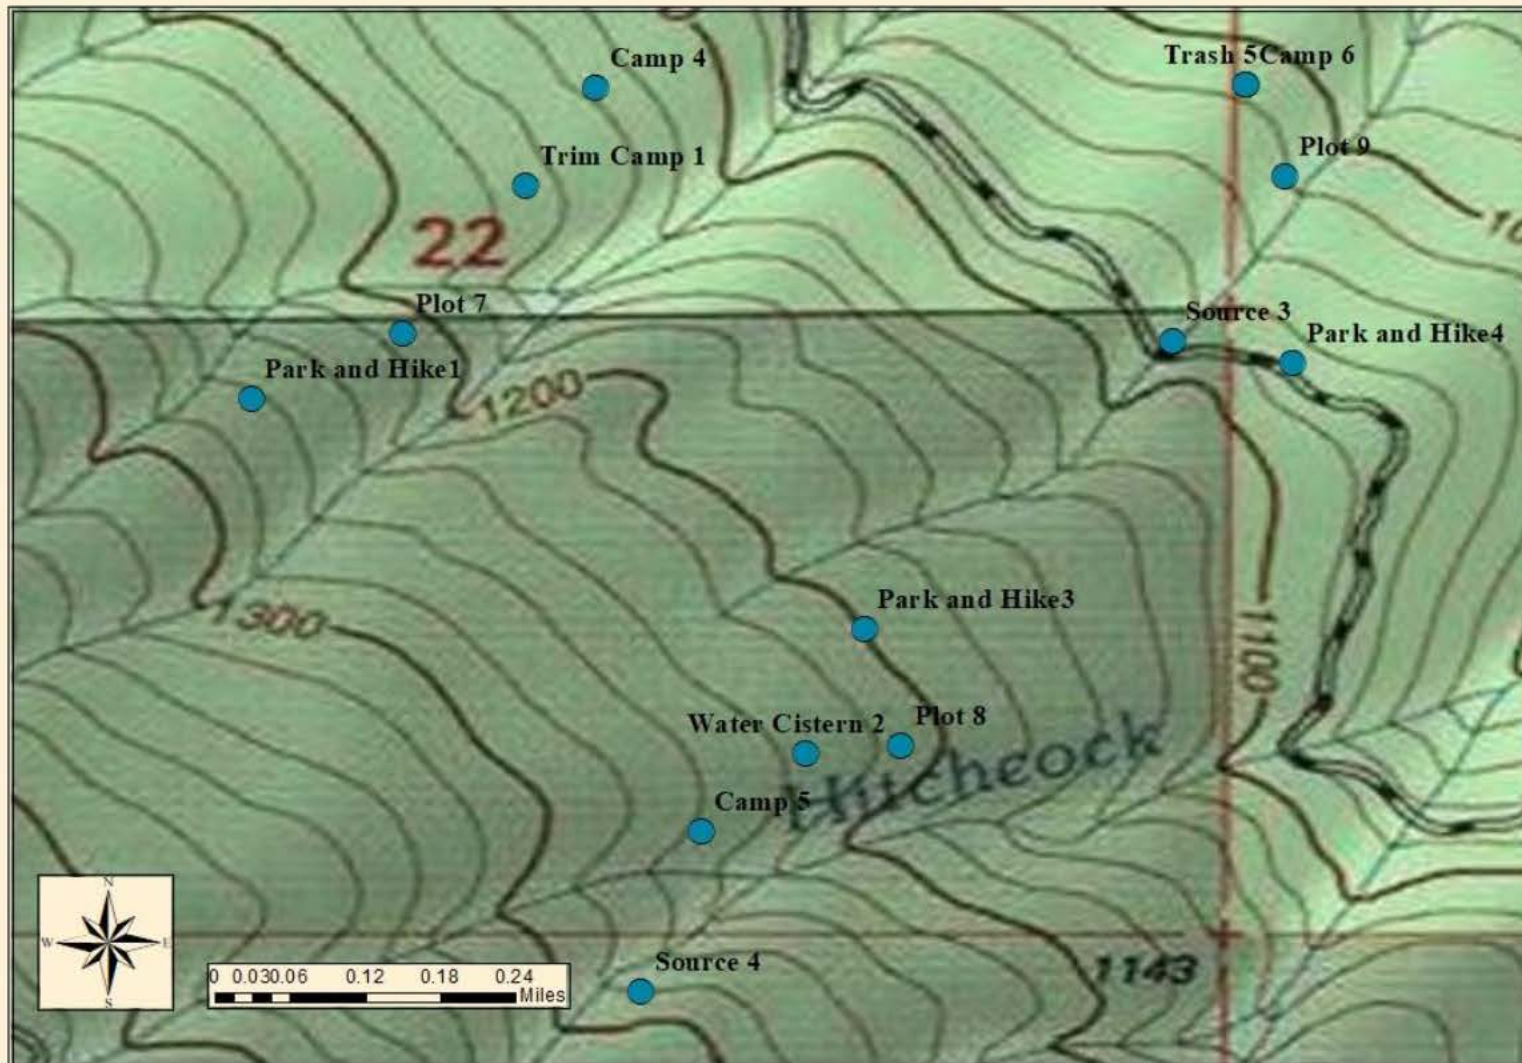 Camp 4
Trash 5Camp 6
Trim Camp 1
Plot 9
22
10
Plot 7
Source 3
Park and Hike4
Park and Hike1
1200
Park and Hike3
1300
1100
Water Cistern 2
Plot 8
Hitchcock
Camp 5
N
W E
S
Source 4
1143
0 0.030.06 0.12 0.18 0.24
Miles